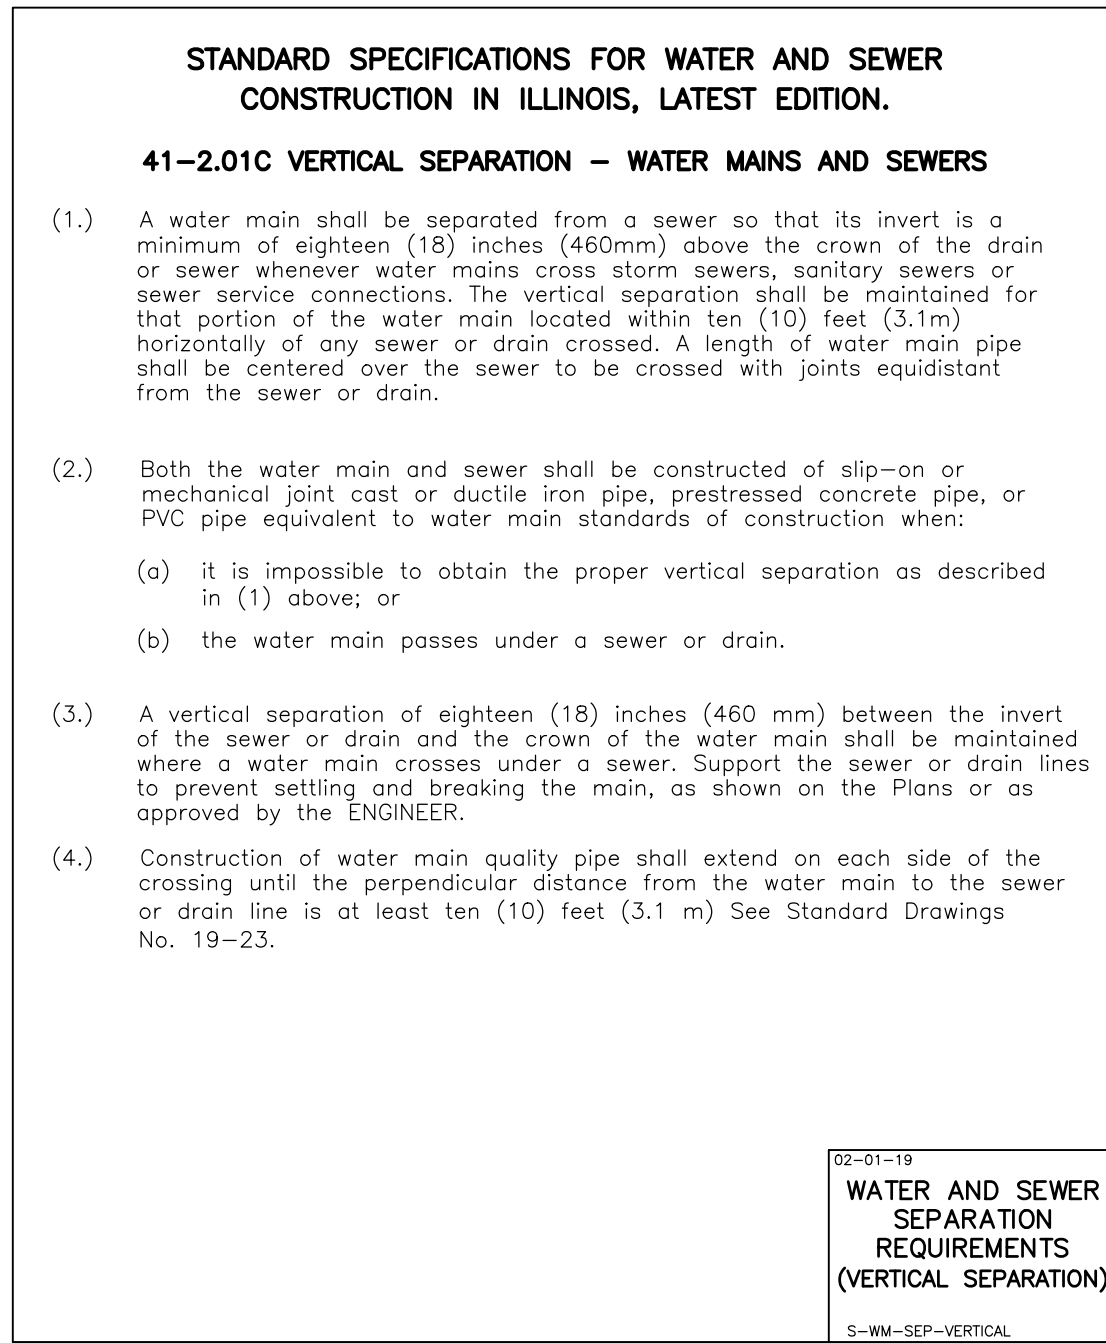 STANDARD SPECIFICATIONS FOR WATER AND SEWER
CONSTRUCTION IN ILLINOIS, LATEST EDITION.
41-2.01C VERTICAL SEPARATION - WATER MAINS AND SEWERS
(1.) A water main shall be separated from a sewer so that its invert is a
minimum of eighteen (18) inches (460mm) above the crown of the drain
or sewer whenever water mains cross storm sewers, sanitary sewers or
sewer service connections. The vertical separation shall be maintained for
that portion of the water main located within ten (10) feet (3.1m)
horizontally of any sewer or drain crossed. A length of water main pipe
shall be centered over the sewer to be crossed with joints equidistant
from the sewer or drain.
(2.) Both the water main and sewer shall be constructed of slip-on or
mechanical joint cast or ductile iron pipe, prestressed concrete pipe, or
PVC pipe equivalent to water main standards of construction when:
(a) it is impossible to obtain the proper vertical separation as described
in (1) above; or
(b) the water main passes under a sewer or drain.
(3.) A vertical separation of eighteen (18) inches (460 mm) between the invert
of the sewer or drain and the crown of the water main shall be maintained
where a water main crosses under a sewer. Support the sewer or drain lines
to prevent settling and breaking the main, as shown on the Plans or as
approved by the ENGINEER.
(4.) Construction of water main quality pipe shall extend on each side of the
crossing until the perpendicular distance from the water main to the sewer
or drain line is at least ten (10) feet (3.1 m) See Standard Drawings
No. 19-23.
02-01-19
WATER AND SEWER
SEPARATION
REQUIREMENTS
(VERTICAL SEPARATION)
S-WM-SEP-VERTICAL